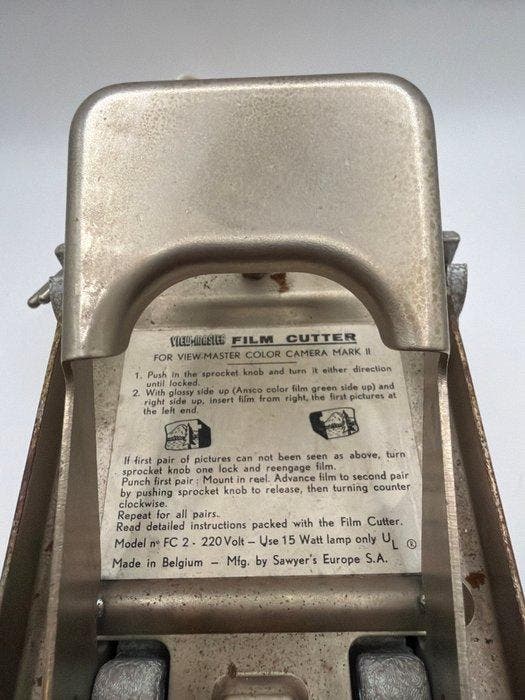 VIEW-MASTER FILM CUTTER
FOR VIEW-MASTER COLOR CAMERA MARK II
1. Push in the sprocket knob and turn it either direction
until locked.
2. With glossy side up (Ansco color film green side up) and
right side up, insert film from right, the first pictures at
the left end.
If first pair of pictures can not been seen as above, turn
sprocket knob one lock and reengage film.
Punch first pair : Mount in reel. Advance film to second pair
by pushing sprocket knob to release, then turning counter
clockwise.
Repeat for all pairs.
Read detailed instructions packed with the Film Cutter.
Model n° FC 2 - 220 Volt — Use 15 Watt lamp only UL ®
Made in Belgium — Mfg. by Sawyer's Europe S.A.